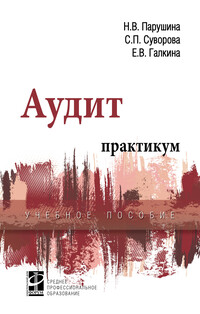 Н.В. Парушина
С.П. Суворова
Е.В. Галкина
Аудит
практикум
УЧЕБНОЕ ПОСОБИЕ
СРЕДНЕЕ
ПРОФЕССИОНАЛЬНОЕ
ОБРАЗОВАНИЕ